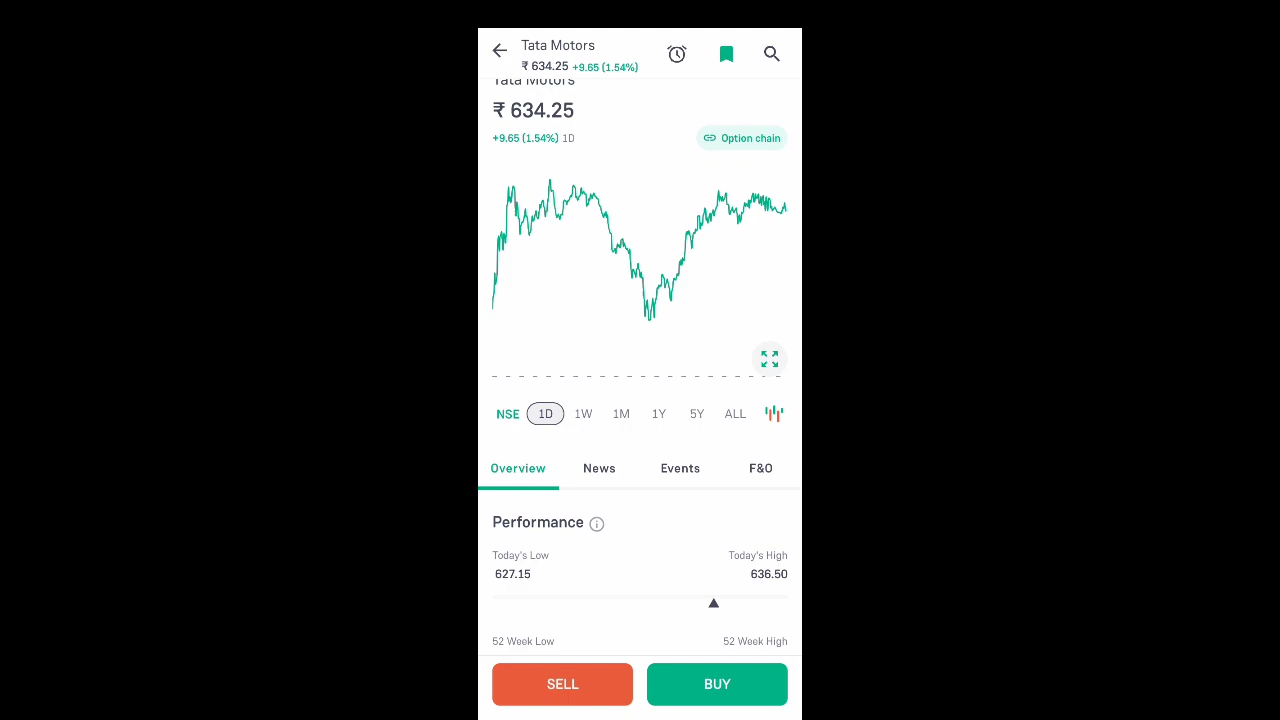 Tata Motors
₹ 634.25 +9.65 (1.54%)
Tata Motors
₹ 634.25
+9.65 (1.54%) 1D
Option chain
NSE 1D 1W 1M 1Y 5Y ALL
Overview News Events F&O
Performance
Today's Low Today's High
627.15 636.50
52 Week Low 52 Week High
SELL BUY